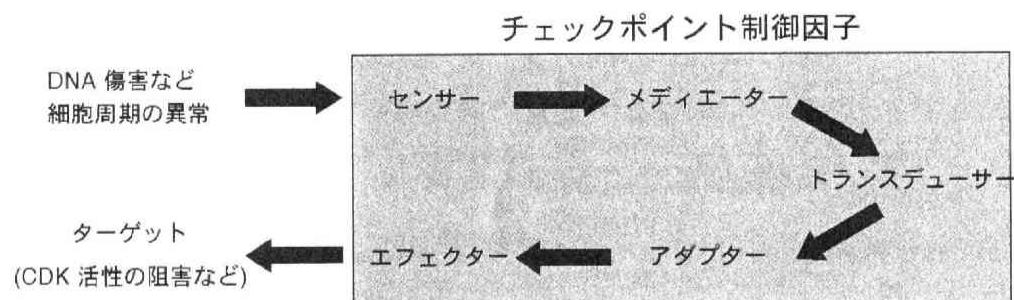 チェックポイント制御因子
DNA 傷害など
細胞周期の異常
センサー
メディエーター
トランスデューサー
アダプター
エフェクター
ターゲット
(CDK 活性の阻害など)